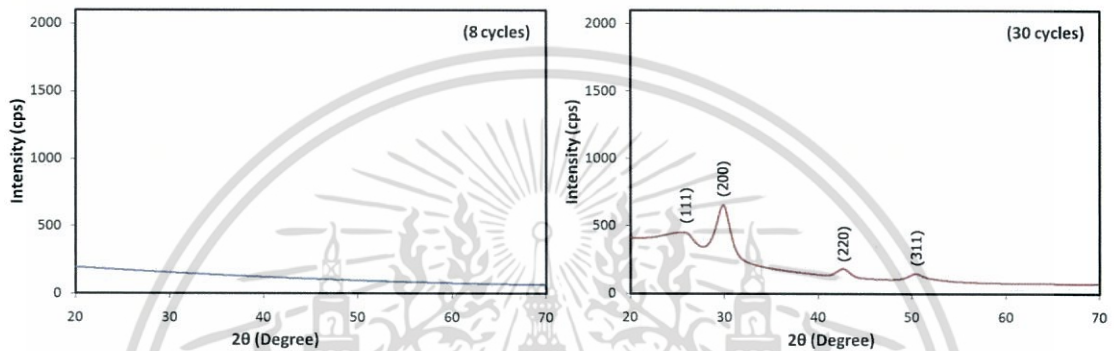 (8 cycles)
Intensity (cps)
2000
1500
1000
500
0
20 30 40 50 60 70
2θ (Degree)
(30 cycles)
Intensity (cps)
2000
1500
1000
500
0
(111)
(200)
(220)
(311)
20 30 40 50 60 70
2θ (Degree)